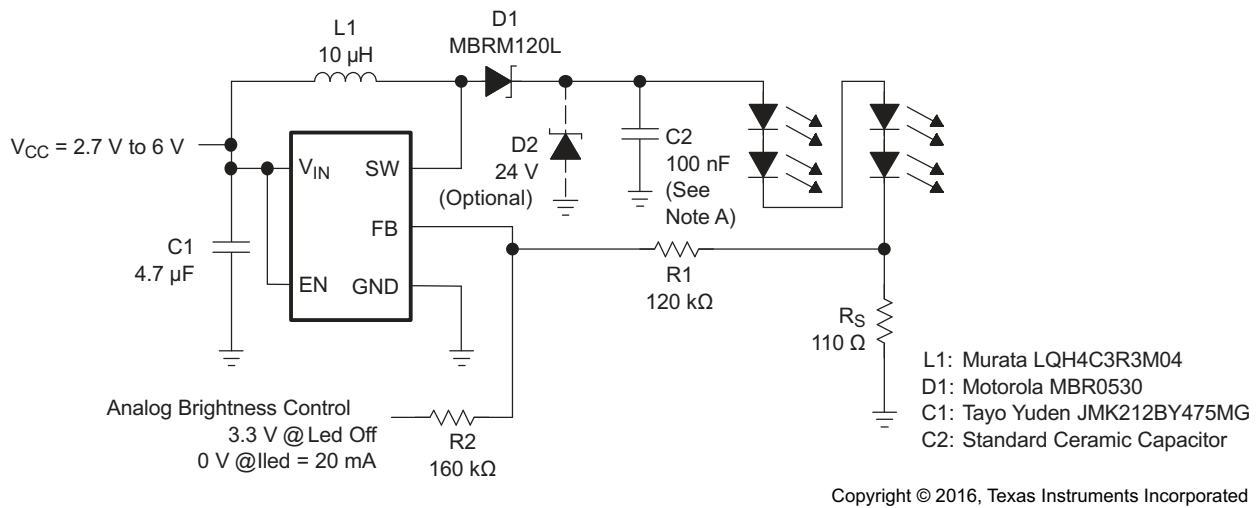 L1
10 µH
D1
MBRM120L
VCC = 2.7 V to 6 V
VIN
SW
FB
EN
GND
C1
4.7 µF
D2
24 V
(Optional)
C2
100 nF
(See
Note A)
R1
120 kΩ
RS
110 Ω
Analog Brightness Control
3.3 V @ Led Off
0 V @Iled = 20 mA
R2
160 kΩ
L1: Murata LQH4C3R3M04
D1: Motorola MBR0530
C1: Tayo Yuden JMK212BY475MG
C2: Standard Ceramic Capacitor
Copyright © 2016, Texas Instruments Incorporated